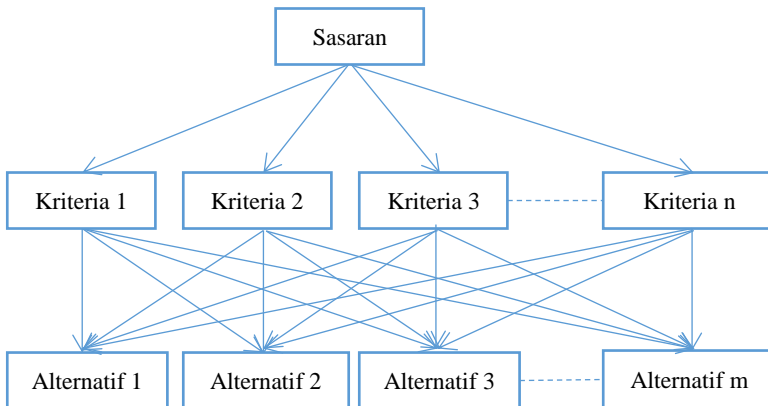 Sasaran
Kriteria 1
Kriteria 2
Kriteria 3
Kriteria n
Alternatif 1
Alternatif 2
Alternatif 3
Alternatif m